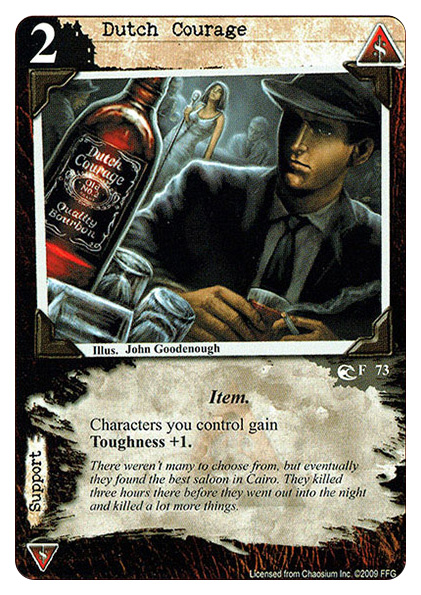 2
Dutch Courage
Dutch
Courage
Old
No.
Quality
Bourbon
Illus. John Goodenough
F 73
Item.
Characters you control gain
Toughness +1.
There weren't many to choose from, but eventually
they found the best saloon in Cairo. They killed
three hours there before they went out into the night
and killed a lot more things.
Support
Licensed from Chaosium Inc. ©2009 FFG